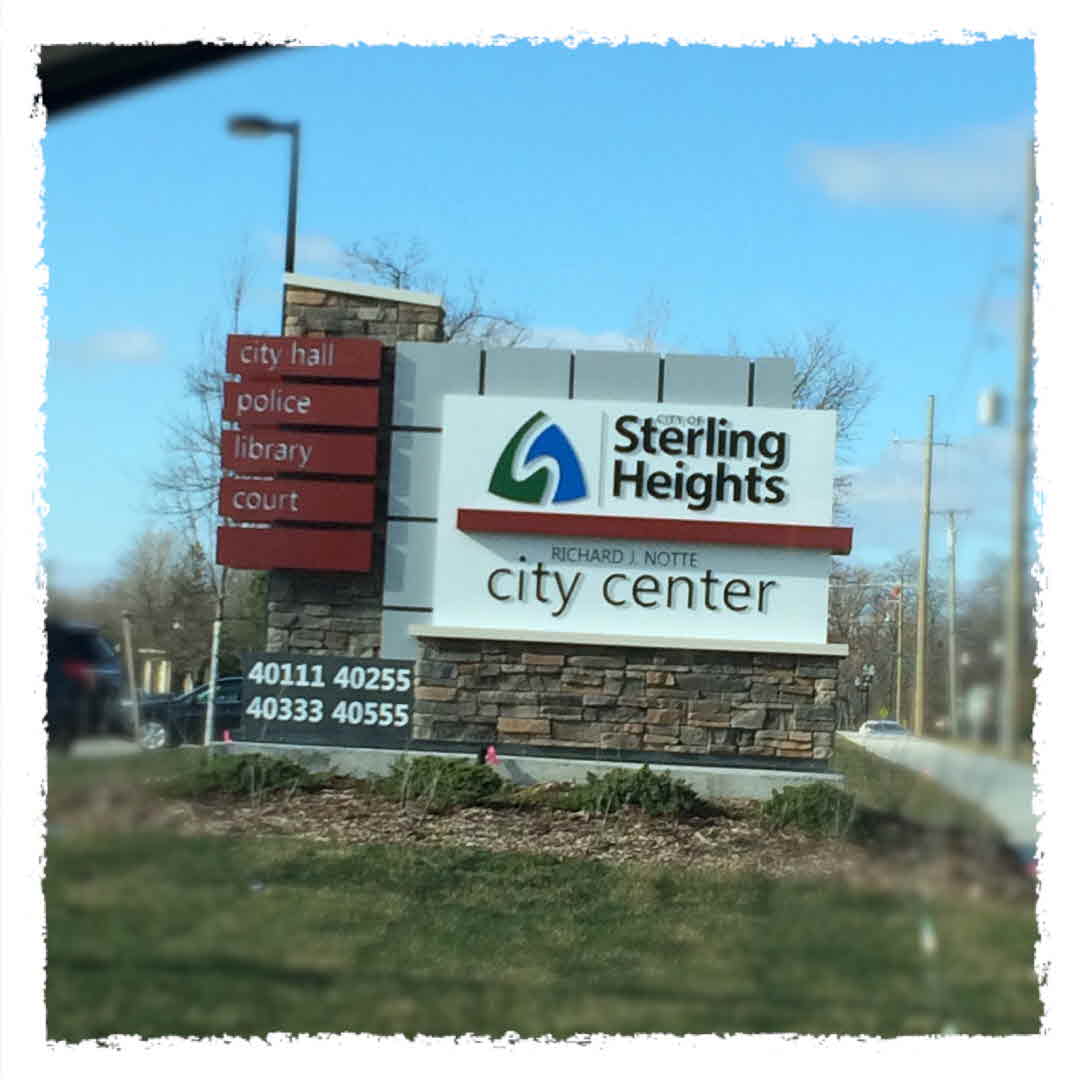 city hall
police
library
court
CITY OF
Sterling
Heights
RICHARD J. NOTTE
city center
40111 40255
40333 40555